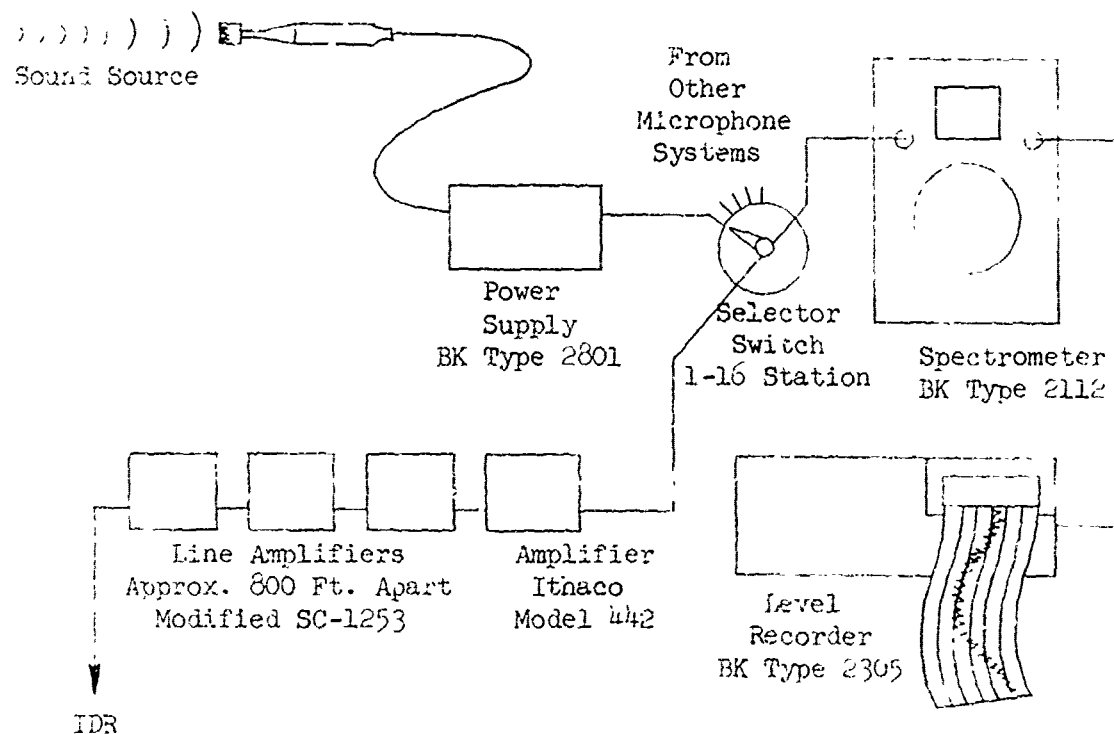 Sound Source
From
Other
Microphone
Systems
Power
Supply
BK Type 2801
Selector
Switch
1-16 Station
Spectrometer
BK Type 2112
Line Amplifiers
Approx. 800 Ft. Apart
Modified SC-1253
Amplifier
Ithaco
Model 442
Level
Recorder
BK Type 2305
IDR